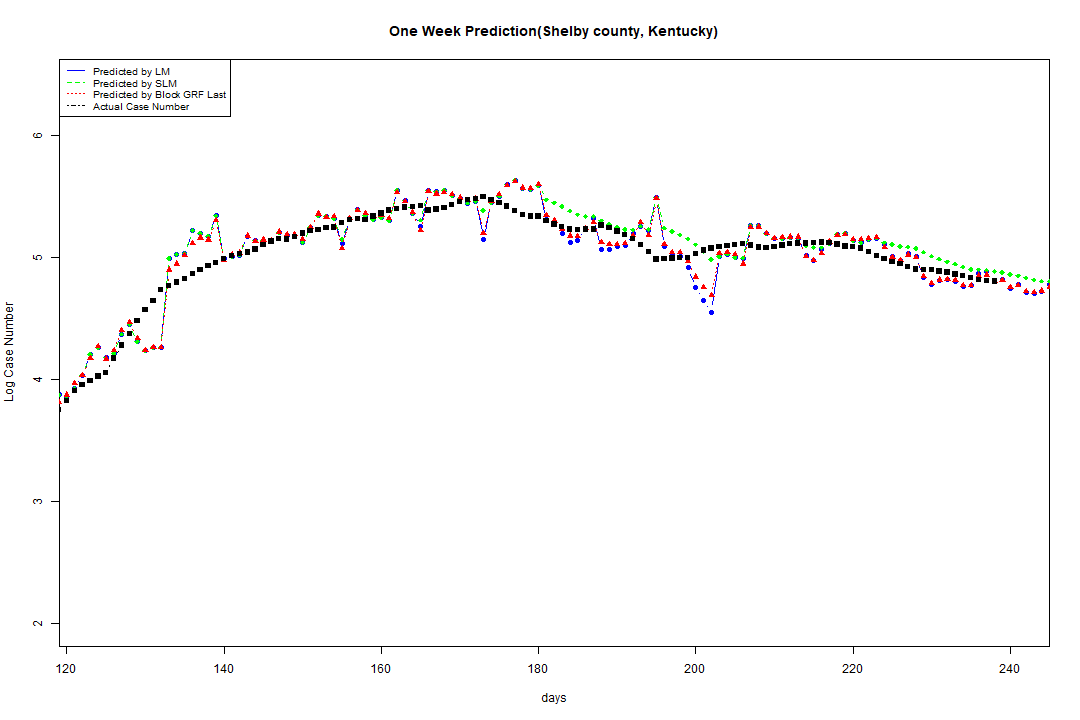 One Week Prediction(Shelby county, Kentucky)
Predicted by LM
Predicted by SLM
Predicted by Block GRF Last
Actual Case Number
Log Case Number
6
5
4
3
2
120 140 160 180 200 220 240
days